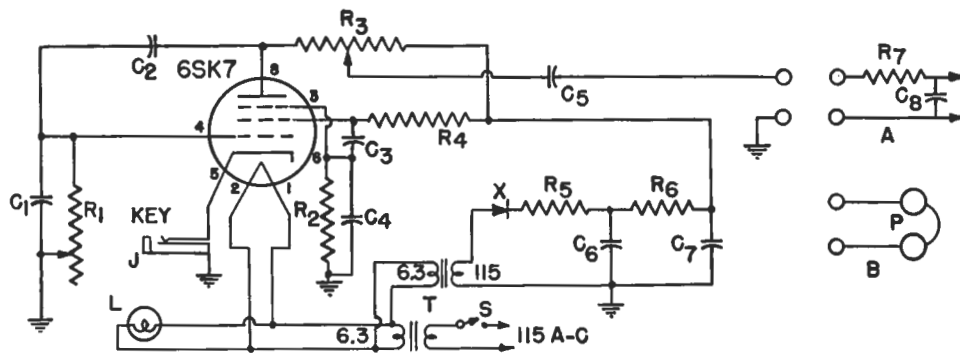 R3
C2
6SK7
8
3
4
6
5
2
1
C3
R4
C5
R7
C8
A
C1
R1
KEY
J
R2
C4
X
R5
R6
C6
C7
P
B
6.3
115
L
T
S
6.3
115 A-C